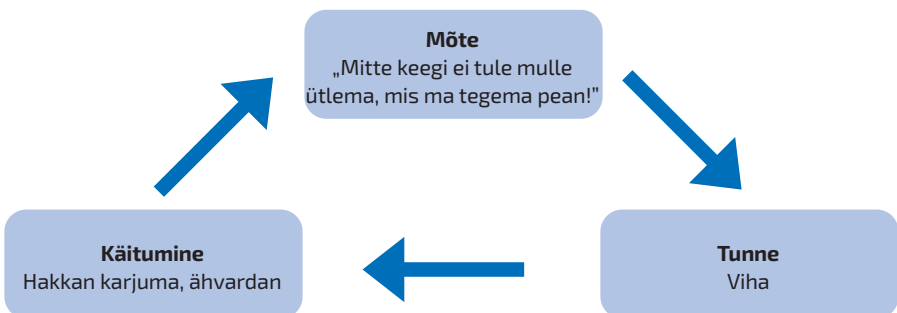 Mõte
„Mitte keegi ei tule mulle
ütlema, mis ma tegema pean!”
Tunne
Viha
Käitumine
Hakkan karjuma, ähvardan